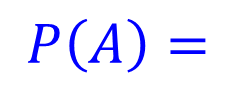 P(A) =